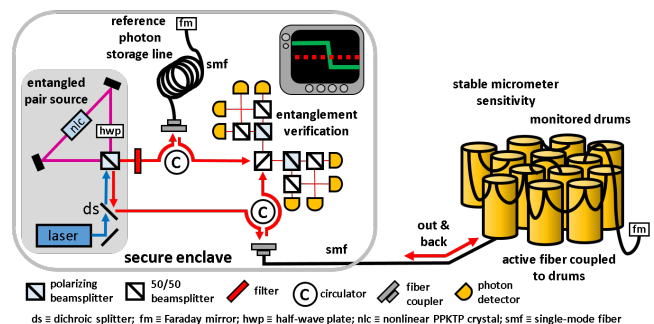 reference
photon
storage line
fm
smf
entangled
pair source
nlc
hwp
entanglement
verification
C
C
ds
laser
secure enclave
smf
stable micrometer
sensitivity
monitored drums
out &
back
fm
active fiber coupled
to drums
polarizing
beamsplitter
50/50
beamsplitter
filter
C
circulator
fiber
coupler
photon
detector
ds ≡ dichroic splitter; fm ≡ Faraday mirror; hwp ≡ half-wave plate; nlc ≡ nonlinear PPKTP crystal; smf ≡ single-mode fiber